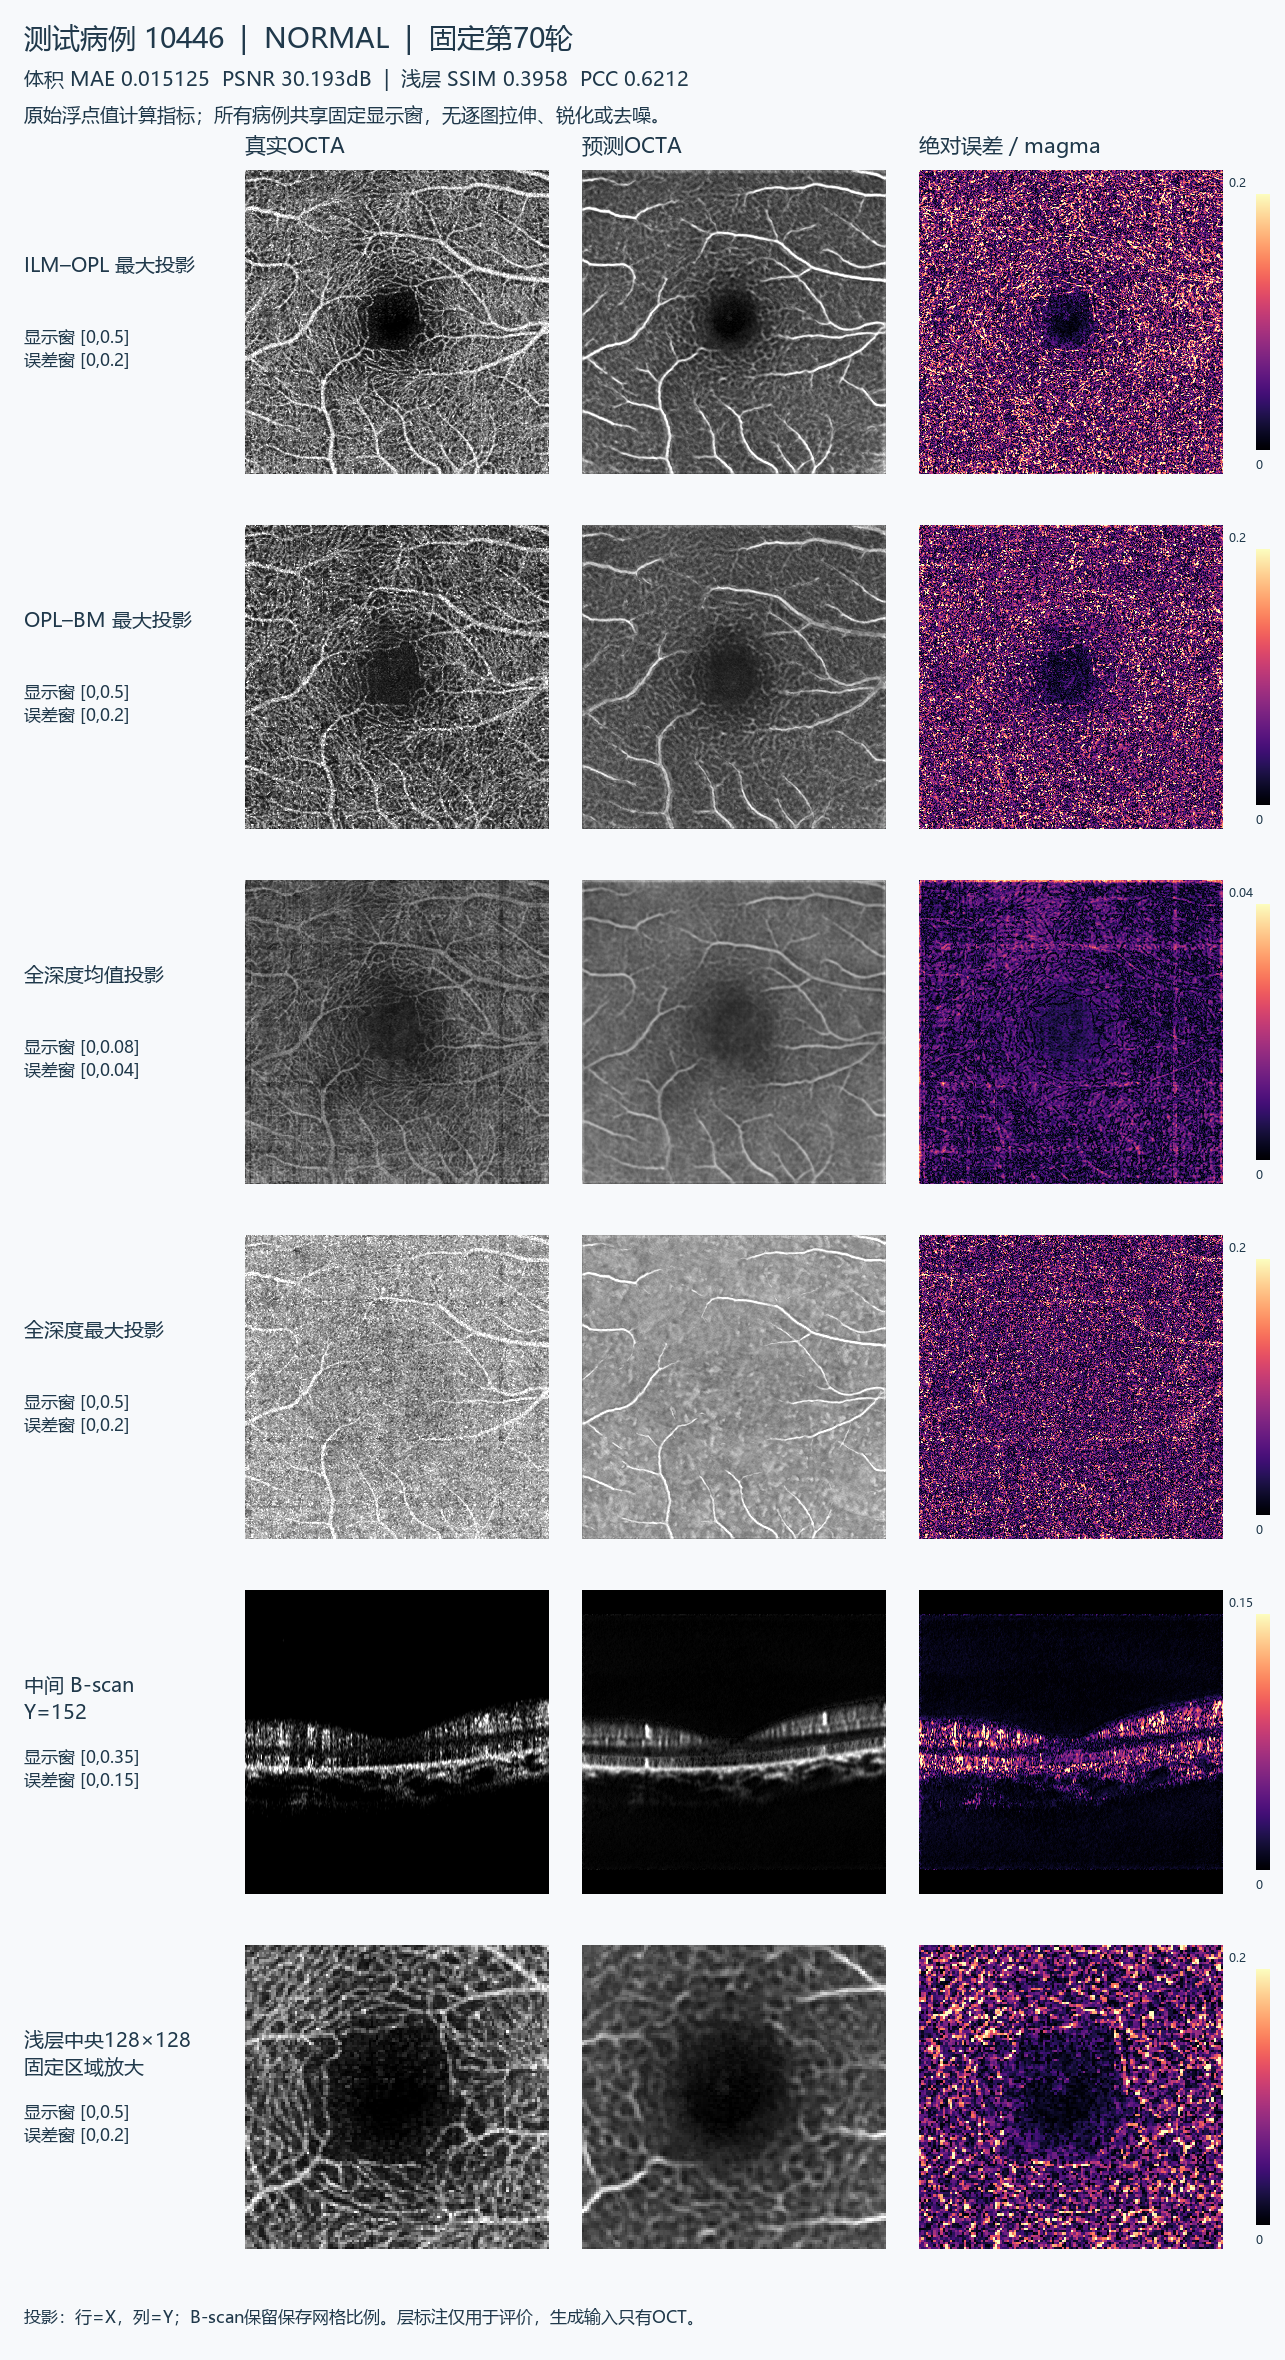 测试病例 10446 | NORMAL | 固定第70轮
体积 MAE 0.015125 PSNR 30.193dB | 浅层 SSIM 0.3958 PCC 0.6212
原始浮点值计算指标；所有病例共享固定显示窗，无逐图拉伸、锐化或去噪。
真实OCTA 预测OCTA 绝对误差 / magma
0.2
ILM–OPL 最大投影
显示窗 [0,0.5]
误差窗 [0,0.2]
0
0.2
OPL–BM 最大投影
显示窗 [0,0.5]
误差窗 [0,0.2]
0
0.04
全深度均值投影
显示窗 [0,0.08]
误差窗 [0,0.04]
0
0.2
全深度最大投影
显示窗 [0,0.5]
误差窗 [0,0.2]
0
0.15
中间 B-scan
Y=152
显示窗 [0,0.35]
误差窗 [0,0.15]
0
0.2
浅层中央128×128
固定区域放大
显示窗 [0,0.5]
误差窗 [0,0.2]
0
投影：行=X，列=Y；B-scan保留保存网格比例。层标注仅用于评价，生成输入只有OCT。